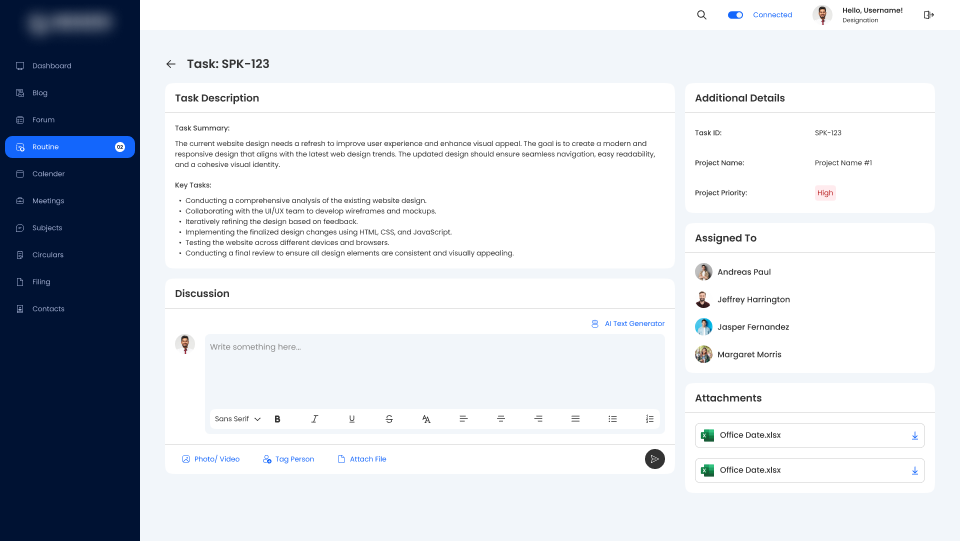 Connected
Hello, Username!
Designation
Dashboard
Blog
Forum
Routine
02
Calender
Meetings
Subjects
Circulars
Filing
Contacts
Task: SPK-123
Task Description
Task Summary:
The current website design needs a refresh to improve user experience and enhance visual appeal. The goal is to create a modern and
responsive design that aligns with the latest web design trends. The updated design should ensure seamless navigation, easy readability,
and a cohesive visual identity.
Key Tasks:
• Conducting a comprehensive analysis of the existing website design.
• Collaborating with the UI/UX team to develop wireframes and mockups.
• Iteratively refining the design based on feedback.
• Implementing the finalized design changes using HTML, CSS, and JavaScript.
• Testing the website across different devices and browsers.
• Conducting a final review to ensure all design elements are consistent and visually appealing.
Discussion
AI Text Generator
Write something here...
Sans Serif
B I U S
Photo/ Video
Tag Person
Attach File
Additional Details
Task ID: SPK-123
Project Name: Project Name #1
Project Priority: High
Assigned To
Andreas Paul
Jeffrey Harrington
Jasper Fernandez
Margaret Morris
Attachments
Office Date.xlsx
Office Date.xlsx